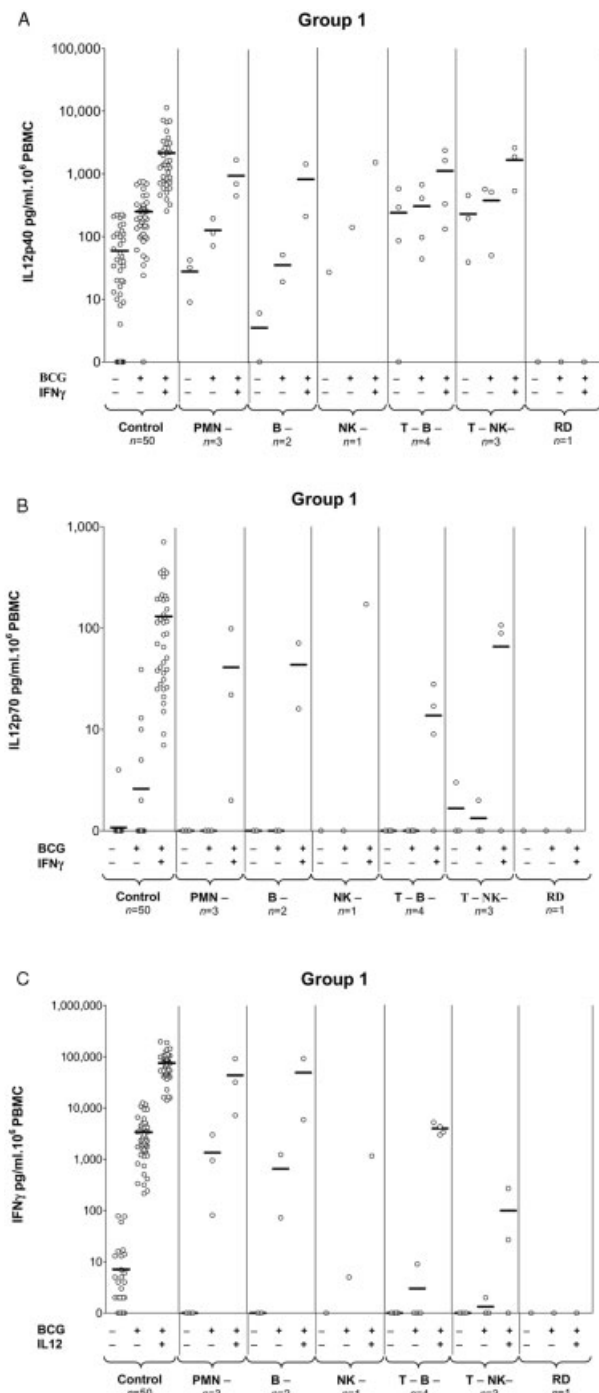 A
Group 1
IL12p40 pg/ml.10⁶ PBMC
100,000
10,000
1,000
100
10
0
BCG – + + – + + – + + – + + – + + – + + – + +
IFNγ – – + – – + – – + – – + – – + – – + – – +
Control PMN – B – NK – T – B – T – NK– RD
n=50 n=3 n=2 n=1 n=4 n=3 n=1
B
Group 1
IL12p70 pg/ml.10⁶ PBMC
1,000
100
10
0
BCG – + + – + + – + + – + + – + + – + + – + +
IFNγ – – + – – + – – + – – + – – + – – + – – +
Control PMN – B – NK – T – B – T – NK– RD
n=50 n=3 n=2 n=1 n=4 n=3 n=1
C
Group 1
IFNγ pg/ml.10⁶ PBMC
1,000,000
100,000
10,000
1,000
100
10
0
BCG – + + – + + – + + – + + – + + – + + – + +
IL12 – – + – – + – – + – – + – – + – – + – – +
Control PMN – B – NK – T – B – T – NK– RD